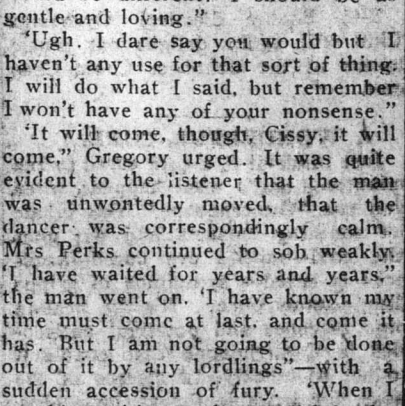 gentle and loving."
'Ugh. I dare say you would but I
haven't any use for that sort of thing.
I will do what I said, but remember
I won't have any of your nonsense."
'It will come, though, Cissy, it will
come," Gregory urged. It was quite
evident to the listener that the man
was unwontedly moved, that the
dancer was correspondingly calm.
Mrs Perks continued to sob weakly.
'I have waited for years and years,"
the man went on. 'I have known my
time must come at last, and come it
has. But I am not going to be done
out of it by any lordlings"—with a
sudden accession of fury. 'When I